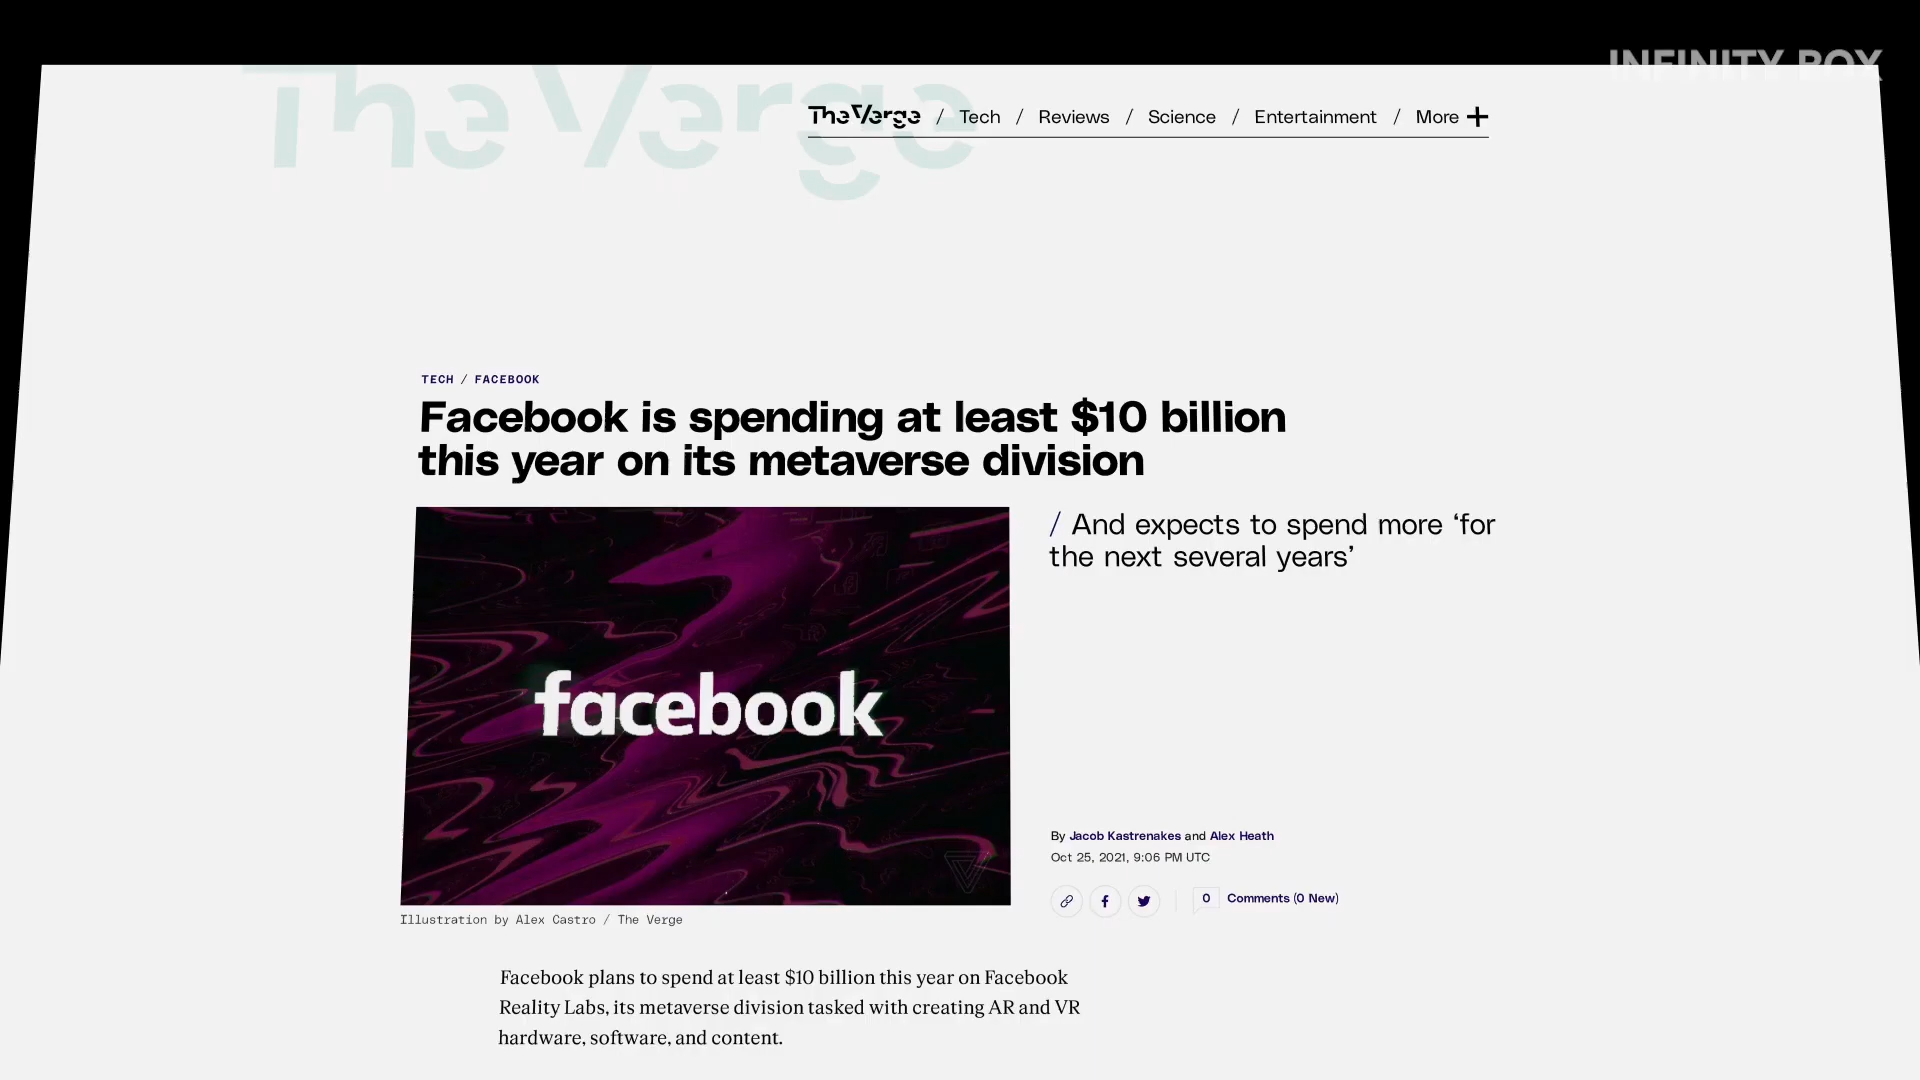 INFINITY BOX
The Verge
The Verge / Tech / Reviews / Science / Entertainment / More +
TECH / FACEBOOK
Facebook is spending at least $10 billion
this year on its metaverse division
/ And expects to spend more ‘for
the next several years’
facebook
By Jacob Kastrenakes and Alex Heath
Oct 25, 2021, 9:06 PM UTC
0 Comments (0 New)
Illustration by Alex Castro / The Verge
Facebook plans to spend at least $10 billion this year on Facebook
Reality Labs, its metaverse division tasked with creating AR and VR
hardware, software, and content.